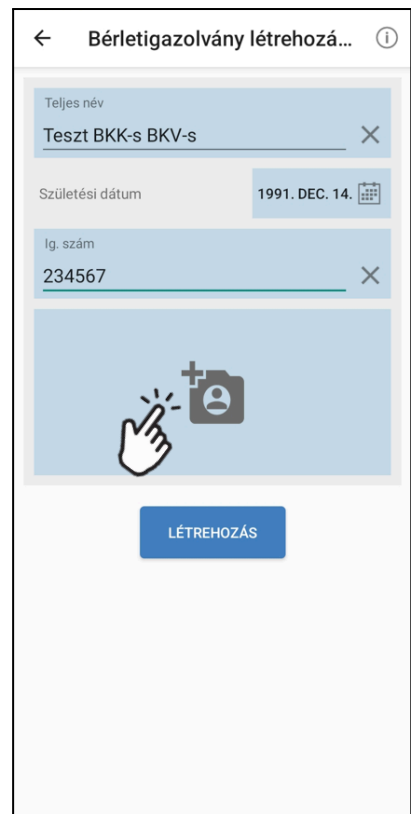 Bérletigazolvány létrehozá...
Teljes név
Teszt BKK-s BKV-s
Születési dátum
1991. DEC. 14.
Ig. szám
234567
LÉTREHOZÁS